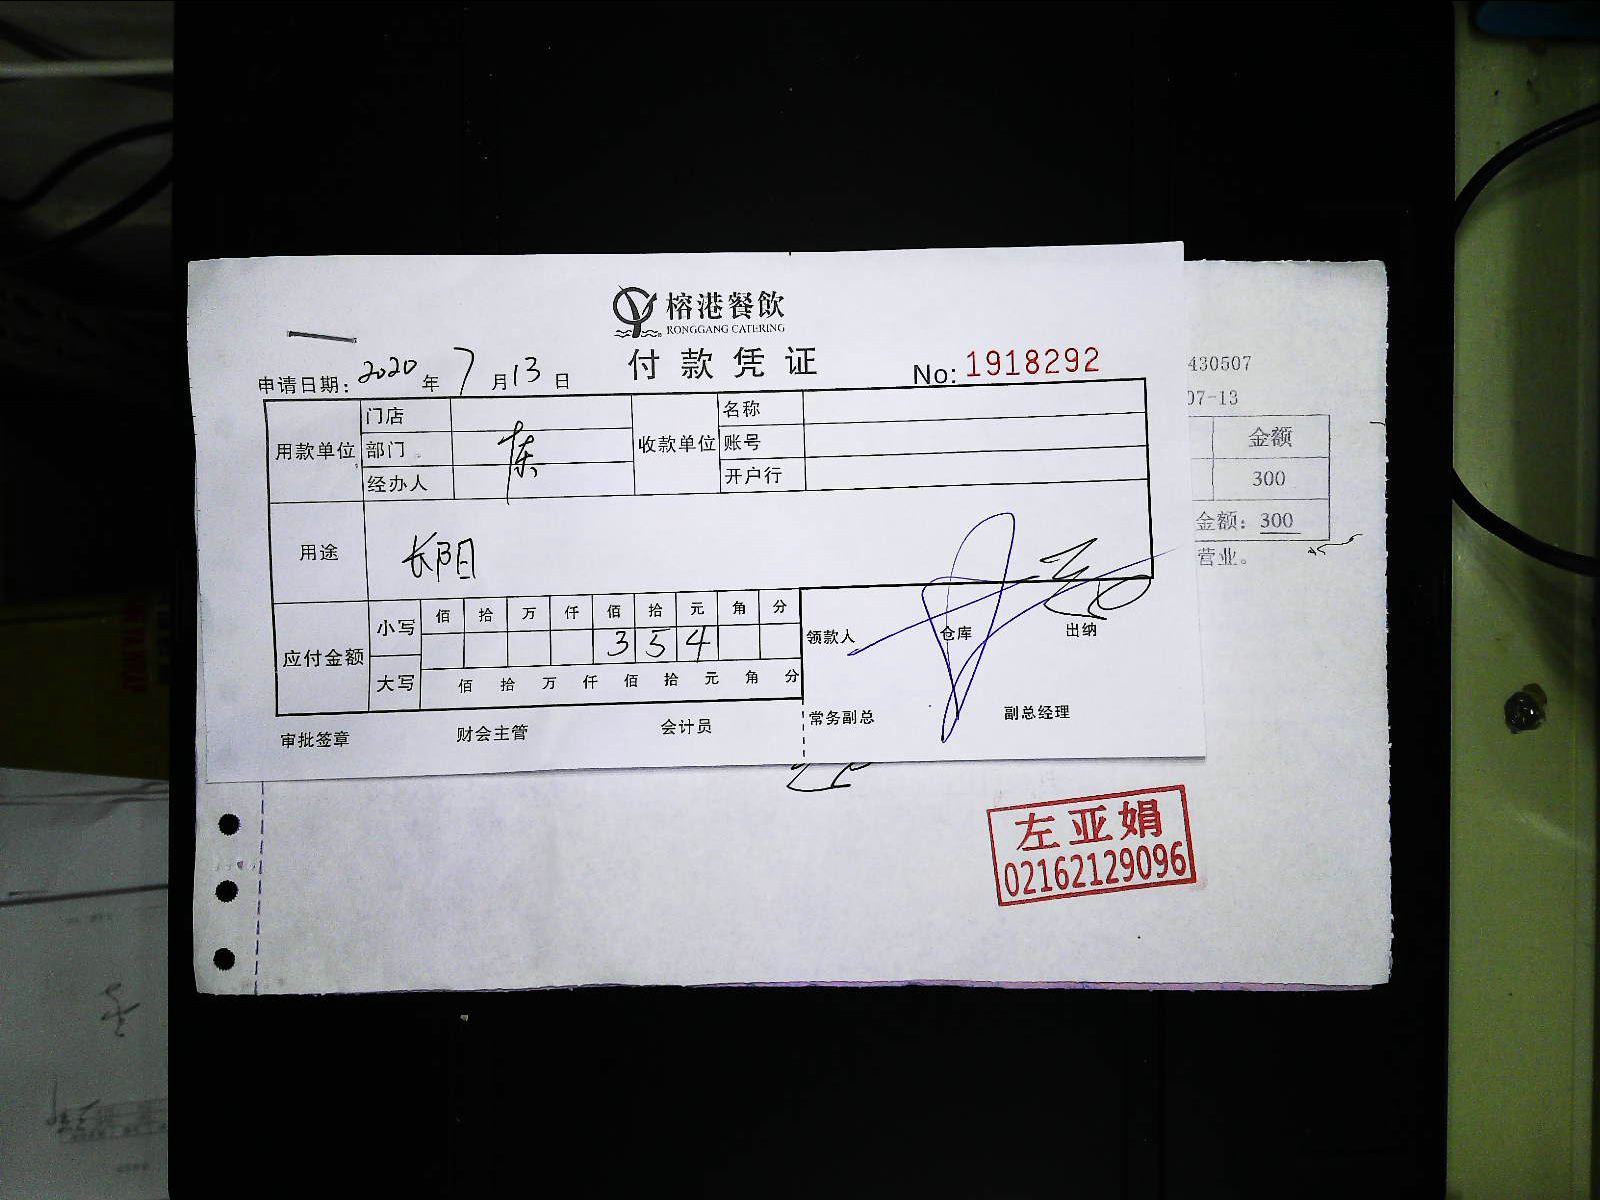 榕港餐飲
RONGGANG CATERING
付款凭证
No: 1918292
申请日期: 2020 年 7 月 13 日
用款单位 门店 收款单位 名称
部门 东 账号
经办人 开户行
用途 长阳
应付金额 小写 佰 拾 万 仟 佰 拾 元 角 分
3 5 4
大写 佰 拾 万 仟 佰 拾 元 角 分
领款人 仓库 出纳
审批签章 财会主管 会计员 常务副总 副总经理
430507
07-13
金额
300
金额: 300
营业。
左亚娟
02162129096